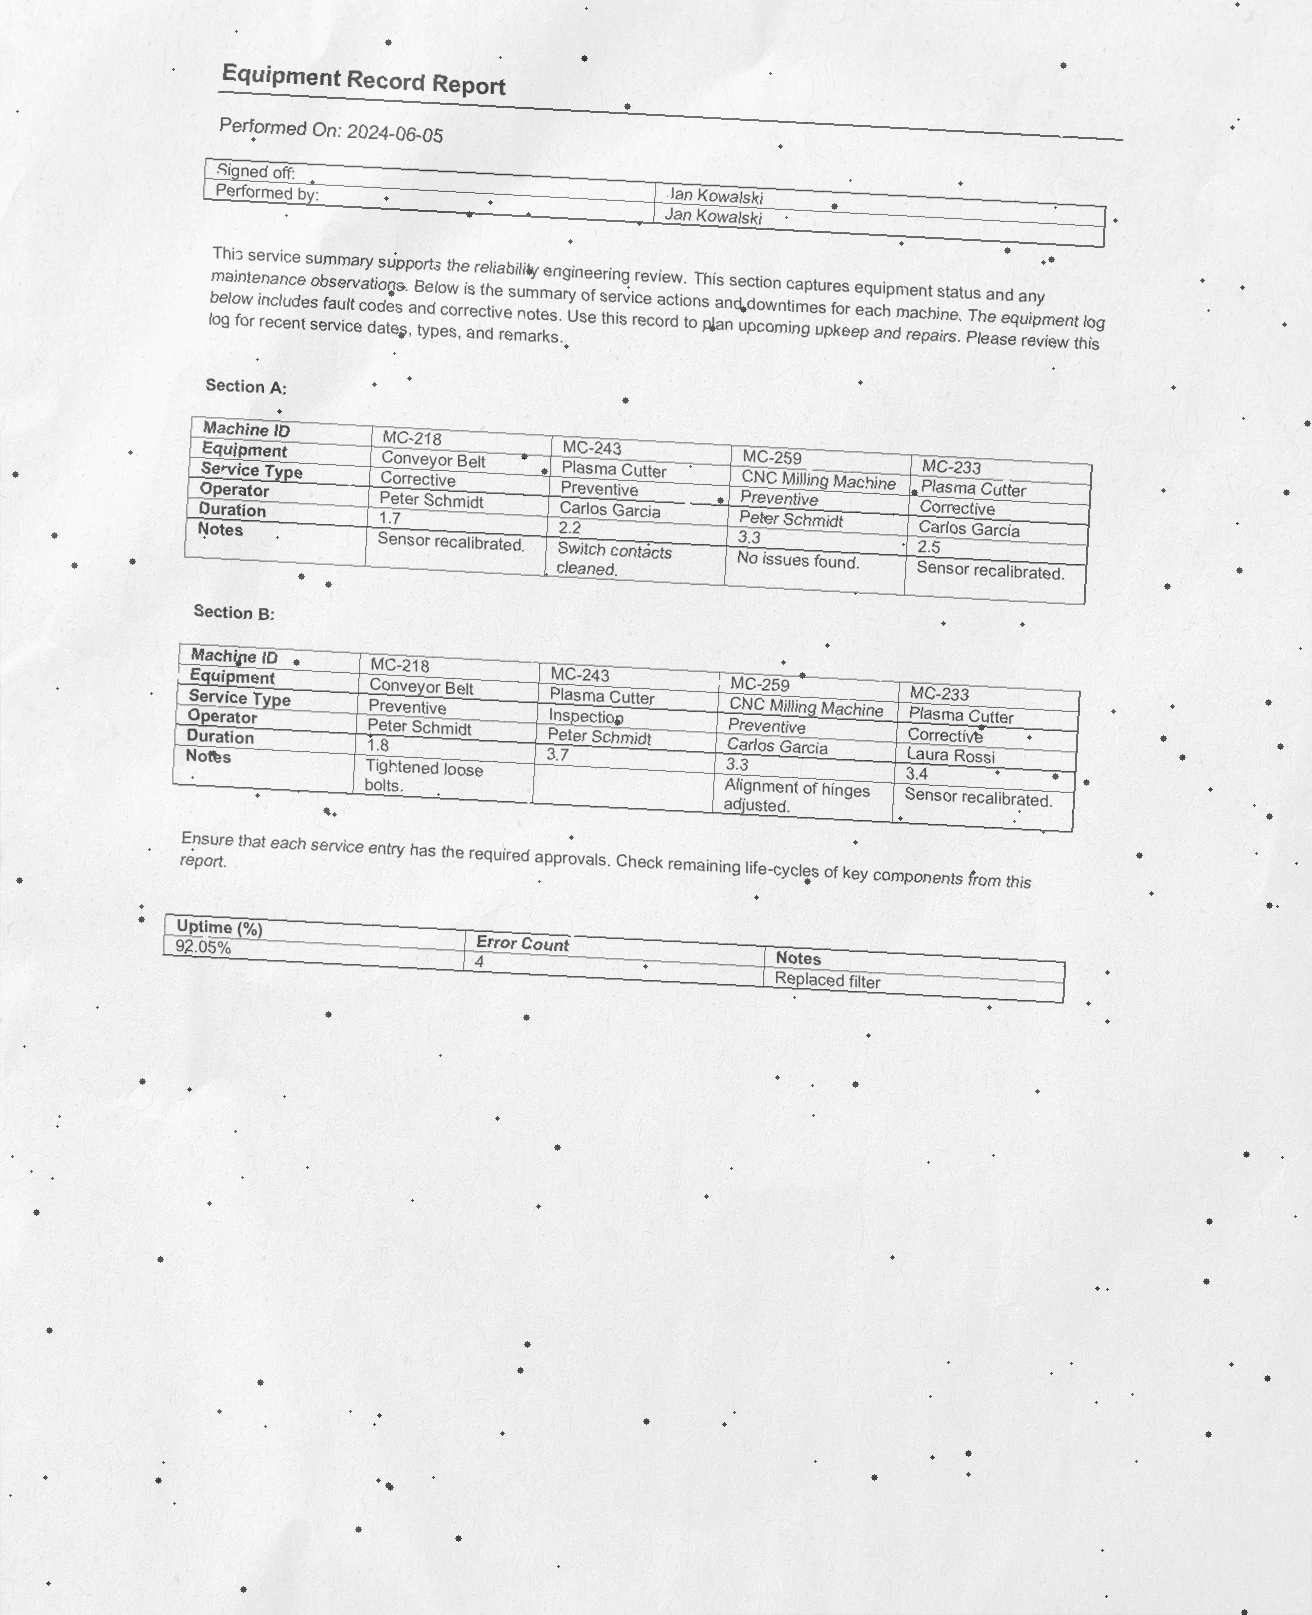 Equipment Record Report
Performed On: 2024-06-05
Signed off: Jan Kowalski
Performed by: Jan Kowalski
This service summary supports the reliability engineering review. This section captures equipment status and any
maintenance observations. Below is the summary of service actions and downtimes for each machine. The equipment log
below includes fault codes and corrective notes. Use this record to plan upcoming upkeep and repairs. Please review this
log for recent service dates, types, and remarks.
Section A:
Machine ID MC-218 MC-243 MC-259 MC-233
Equipment Conveyor Belt Plasma Cutter CNC Milling Machine Plasma Cutter
Service Type Corrective Preventive Preventive Corrective
Operator Peter Schmidt Carlos Garcia Peter Schmidt Carlos Garcia
Duration 1.7 2.2 3.3 2.5
Notes Sensor recalibrated. Switch contacts No issues found. Sensor recalibrated.
cleaned.
Section B:
Machine ID MC-218 MC-243 MC-259 MC-233
Equipment Conveyor Belt Plasma Cutter CNC Milling Machine Plasma Cutter
Service Type Preventive Inspection Preventive Corrective
Operator Peter Schmidt Peter Schmidt Carlos Garcia Laura Rossi
Duration 1.8 3.7 3.3 3.4
Notes Tightened loose Alignment of hinges Sensor recalibrated.
bolts. adjusted.
Ensure that each service entry has the required approvals. Check remaining life-cycles of key components from this
report.
Uptime (%) Error Count Notes
92.05% 4 Replaced filter